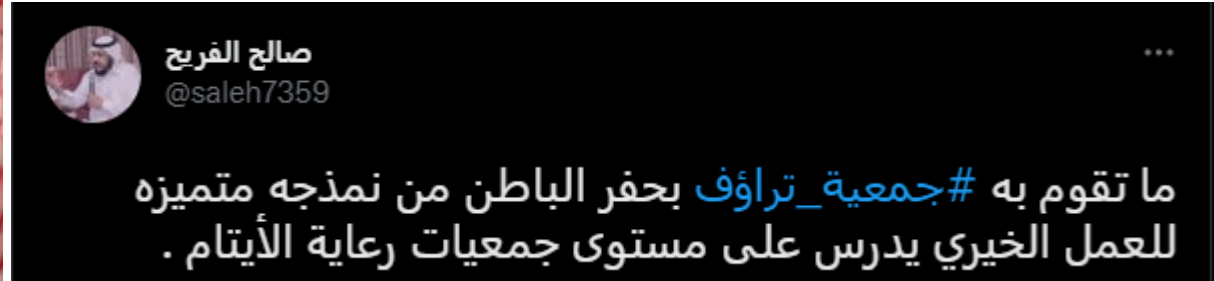 صالح الفريح
@saleh7359
ما تقوم به #جمعية_تراؤف بحفر الباطن من نمذجه متميزه
للعمل الخيري يدرس على مستوى جمعيات رعاية الأيتام .